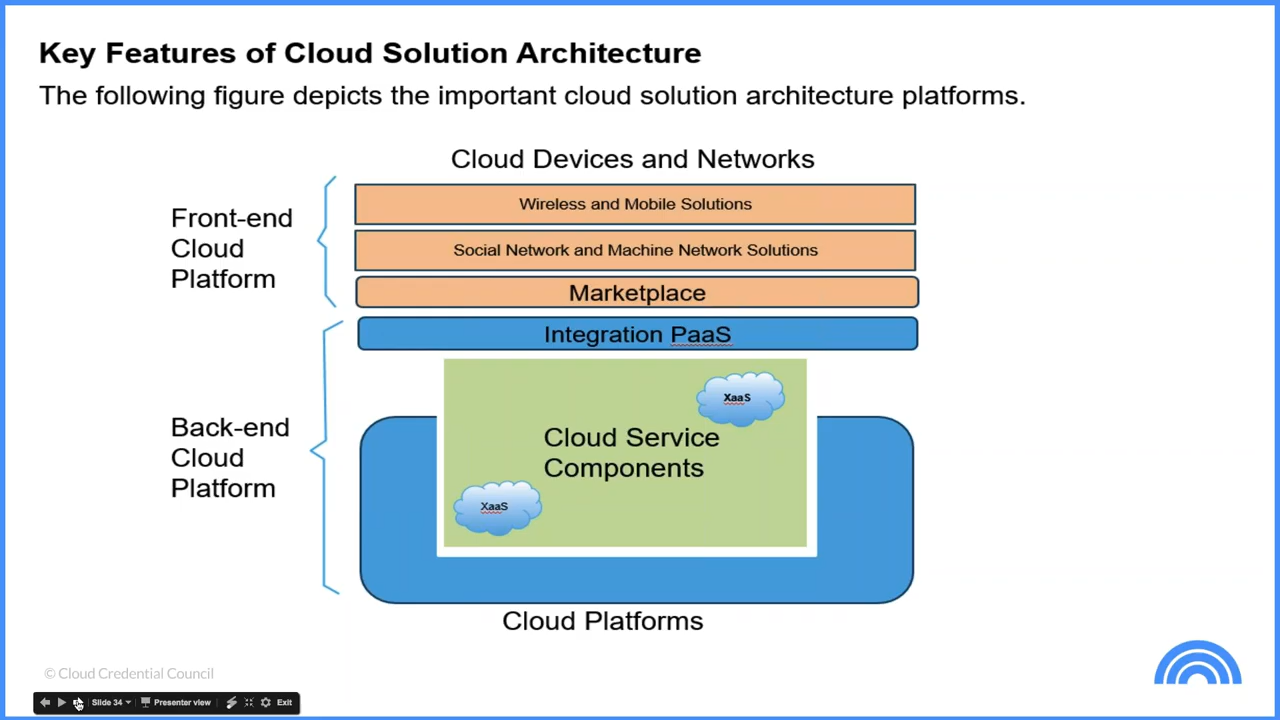 Key Features of Cloud Solution Architecture
The following figure depicts the important cloud solution architecture platforms.
Cloud Devices and Networks
Front-end
Cloud
Platform
Wireless and Mobile Solutions
Social Network and Machine Network Solutions
Marketplace
Integration PaaS
Back-end
Cloud
Platform
XaaS
Cloud Service
Components
XaaS
Cloud Platforms
© Cloud Credential Council
Slide 34
Presenter view
Exit